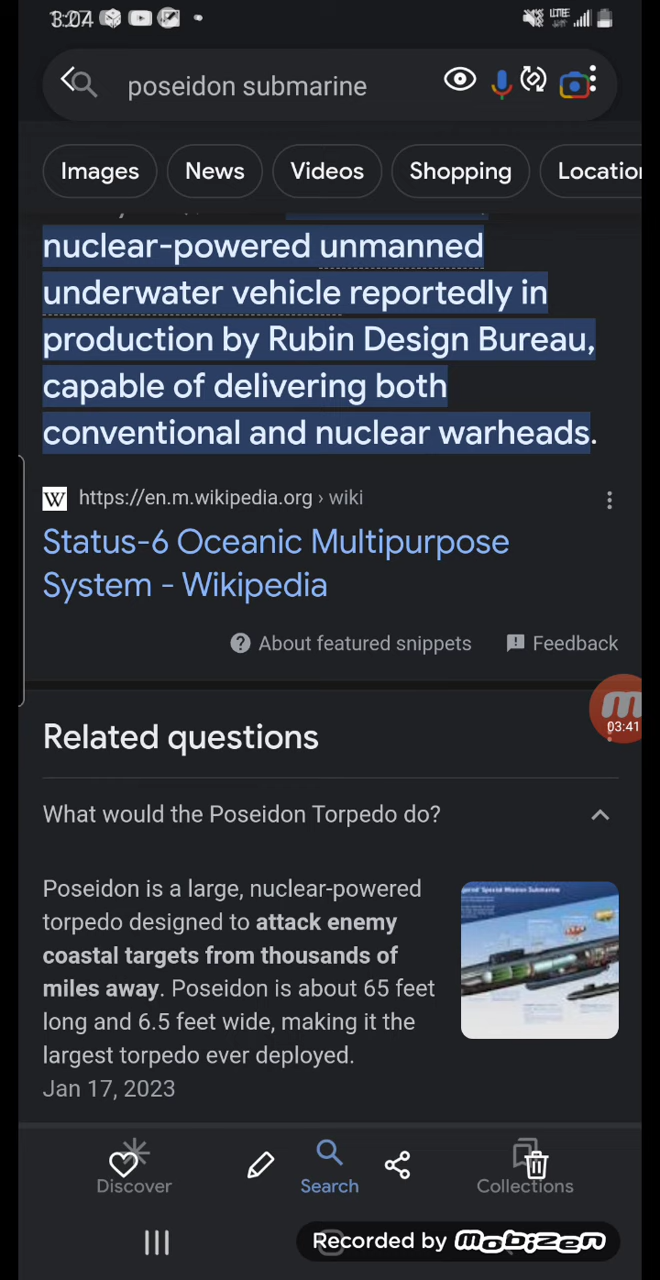 3:04
poseidon submarine
Images News Videos Shopping Location
nuclear-powered unmanned
underwater vehicle reportedly in
production by Rubin Design Bureau,
capable of delivering both
conventional and nuclear warheads.
W https://en.m.wikipedia.org › wiki
Status-6 Oceanic Multipurpose
System - Wikipedia
About featured snippets Feedback
03:41
Related questions
What would the Poseidon Torpedo do?
Poseidon is a large, nuclear-powered
torpedo designed to attack enemy
coastal targets from thousands of
miles away. Poseidon is about 65 feet
long and 6.5 feet wide, making it the
largest torpedo ever deployed.
Jan 17, 2023
Special Mission Submarine
Discover Search Collections
Recorded by mobizen